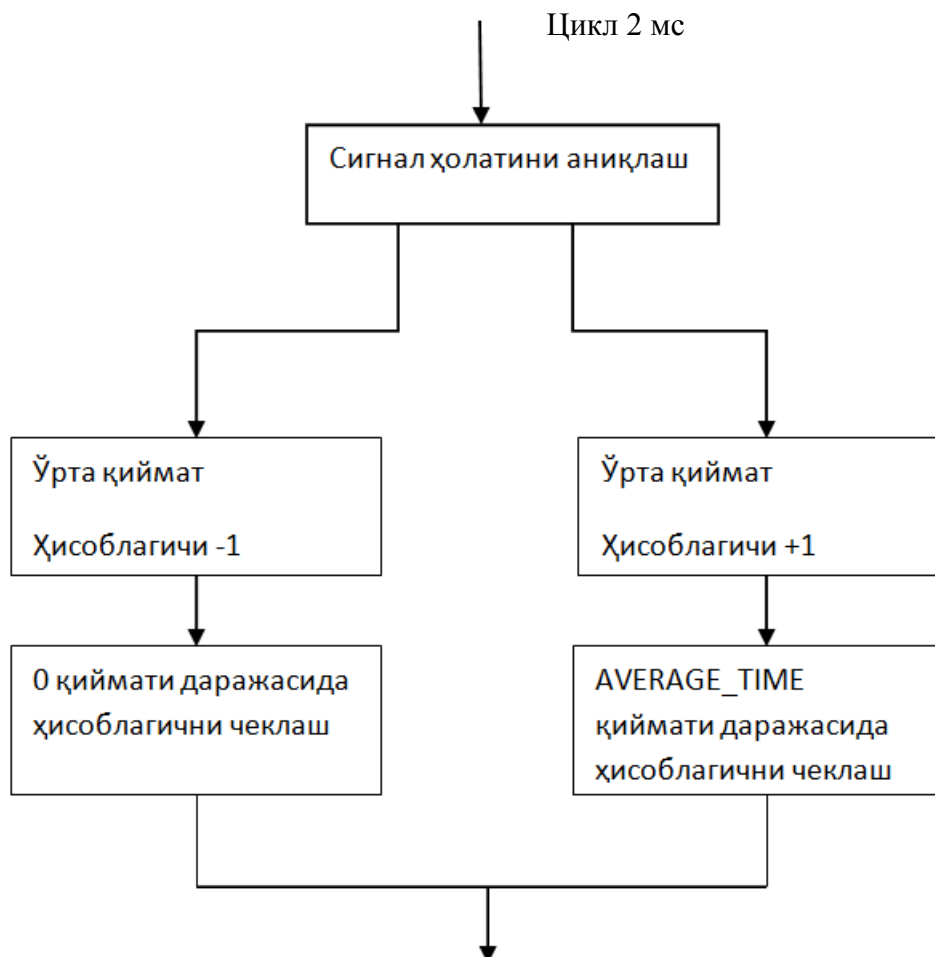 Цикл 2 мс
Сигнал ҳолатини аниқлаш
Ўрта қиймат
Ҳисоблагичи -1
Ўрта қиймат
Ҳисоблагичи +1
0 қиймати даражасида
ҳисоблагични чеклаш
AVERAGE_TIME
қиймати даражасида
ҳисоблагични чеклаш